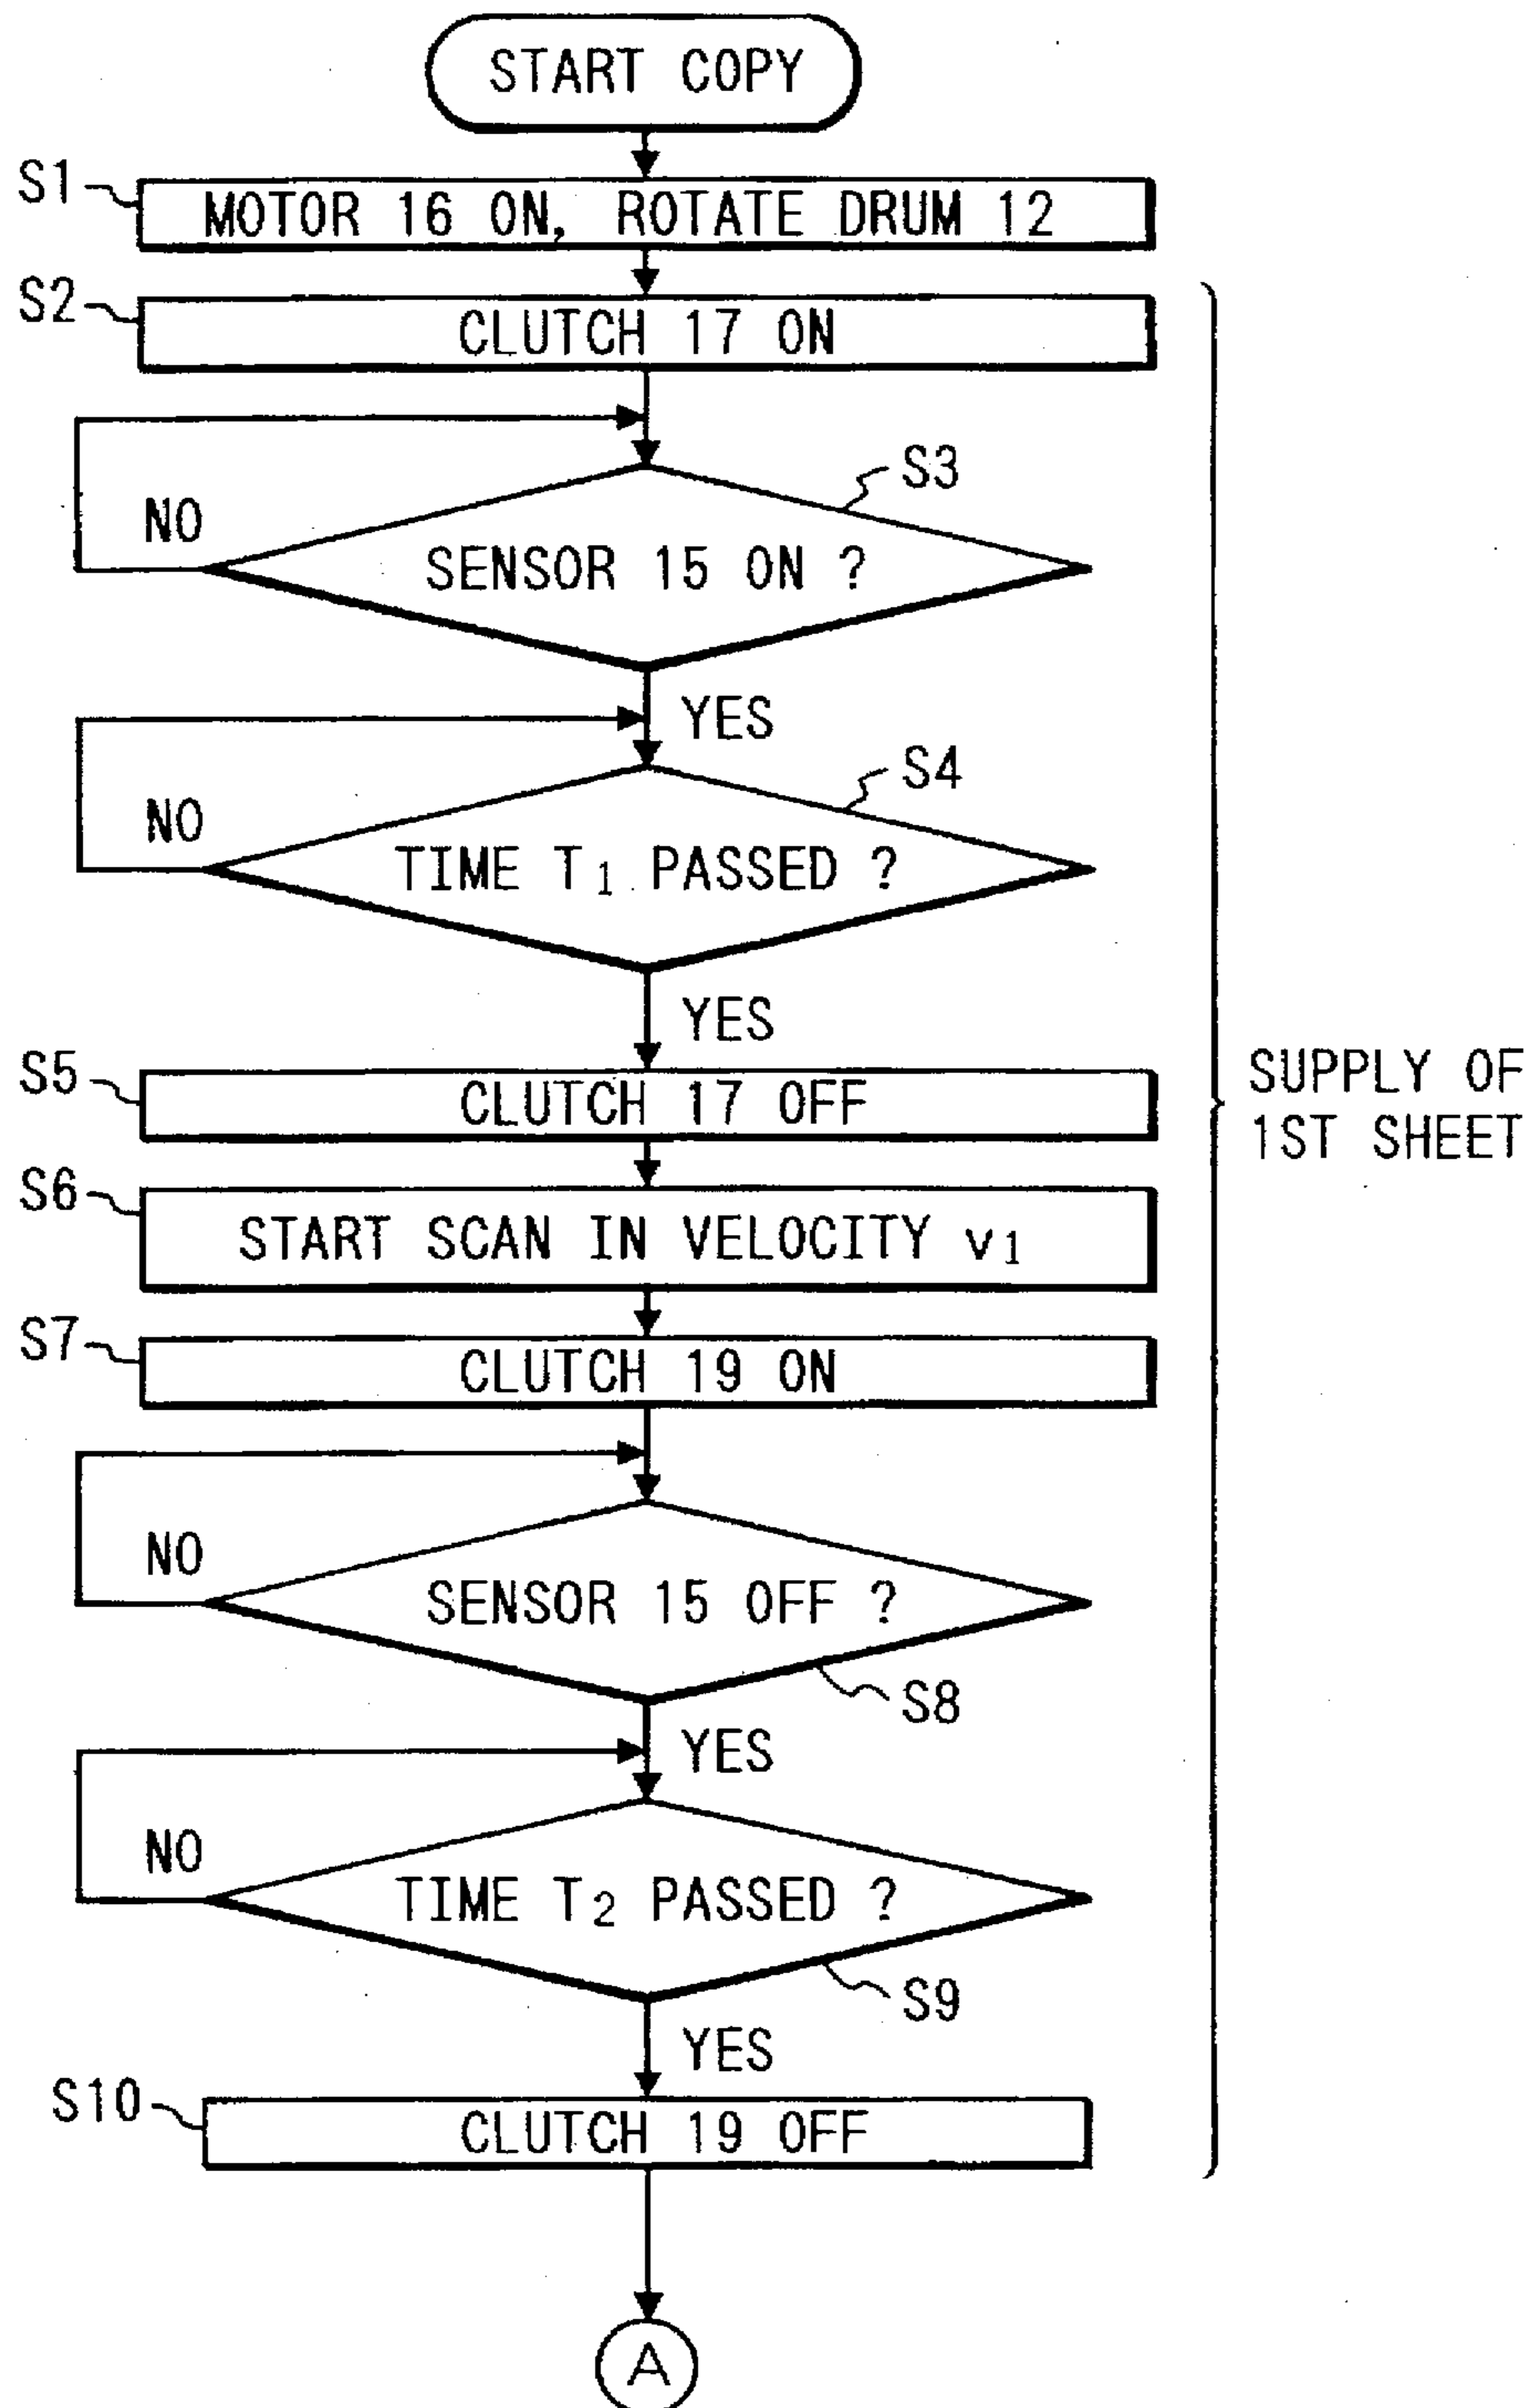 START COPY
S1
MOTOR 16 ON, ROTATE DRUM 12
S2
CLUTCH 17 ON
S3
NO
SENSOR 15 ON ?
YES
S4
NO
TIME T1 PASSED ?
YES
S5
CLUTCH 17 OFF
SUPPLY OF
1ST SHEET
S6
START SCAN IN VELOCITY v1
S7
CLUTCH 19 ON
NO
SENSOR 15 OFF ?
S8
YES
NO
TIME T2 PASSED ?
S9
YES
S10
CLUTCH 19 OFF
A